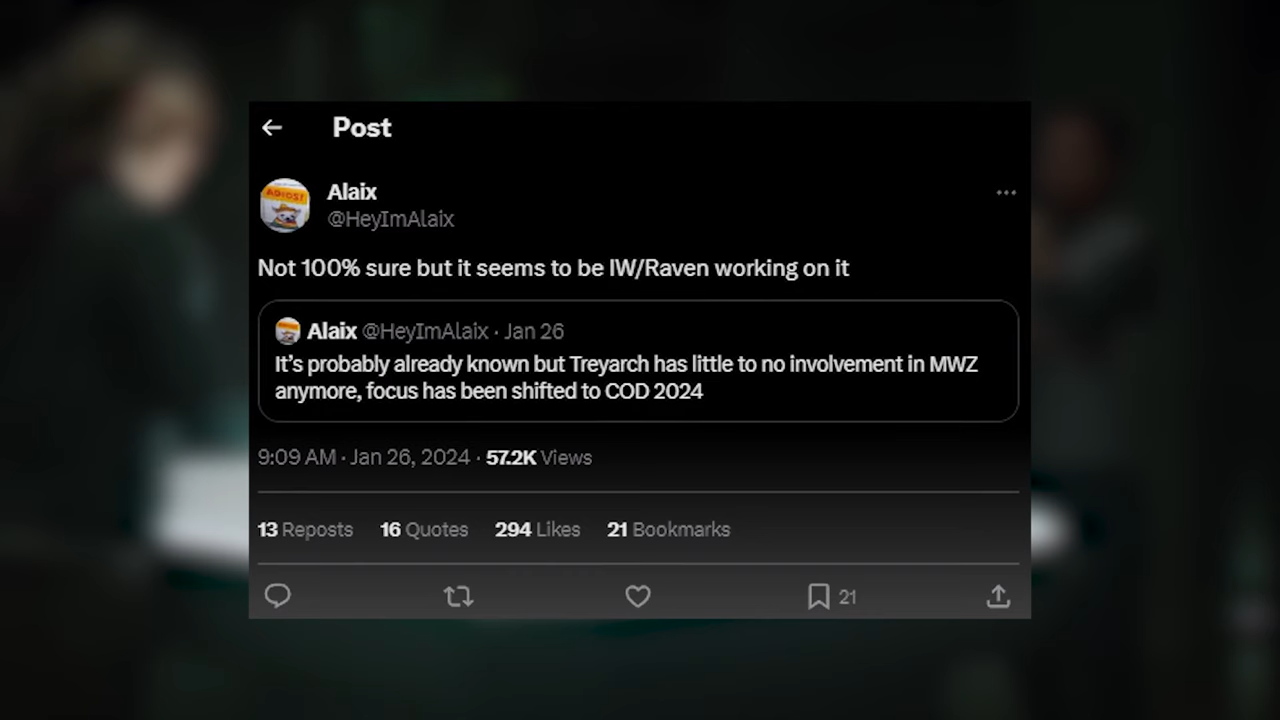 Post
ADIOS!
Alaix
@HeyImAlaix
Not 100% sure but it seems to be IW/Raven working on it
Alaix @HeyImAlaix · Jan 26
It's probably already known but Treyarch has little to no involvement in MWZ
anymore, focus has been shifted to COD 2024
9:09 AM · Jan 26, 2024 · 57.2K Views
13 Reposts 16 Quotes 294 Likes 21 Bookmarks
21